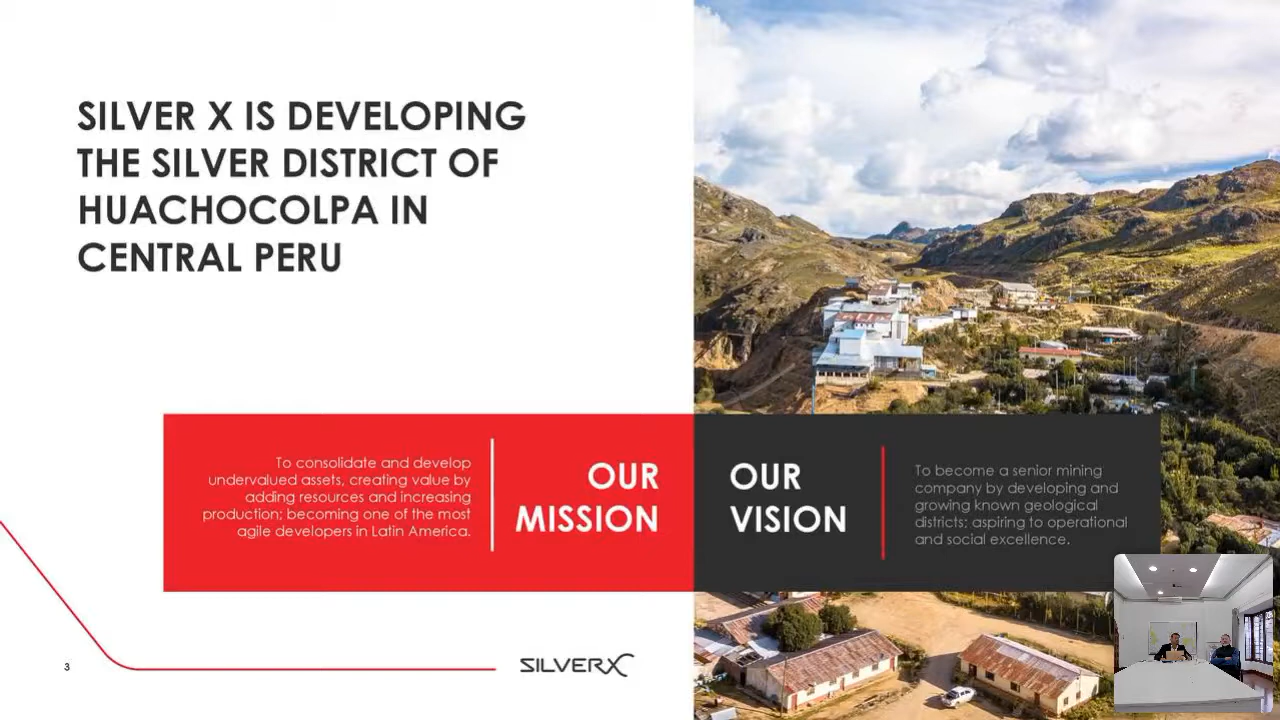 SILVER X IS DEVELOPING
THE SILVER DISTRICT OF
HUACHOCOLPA IN
CENTRAL PERU
To consolidate and develop
undervalued assets, creating value by
adding resources and increasing
production; becoming one of the most
agile developers in Latin America.
OUR
MISSION
OUR
VISION
To become a senior mining
company by developing and
growing known geological
districts; aspiring to operational
and social excellence.
3
SILVERX